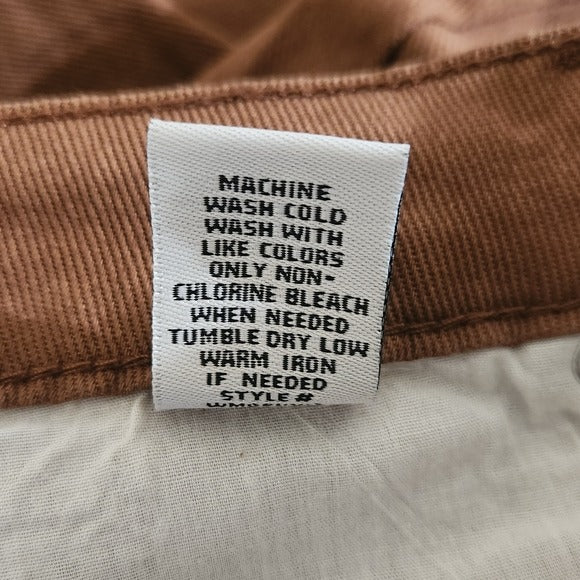 MACHINE
WASH COLD
WASH WITH
LIKE COLORS
ONLY NON-
CHLORINE BLEACH
WHEN NEEDED
TUMBLE DRY LOW
WARM IRON
IF NEEDED
STYLE#